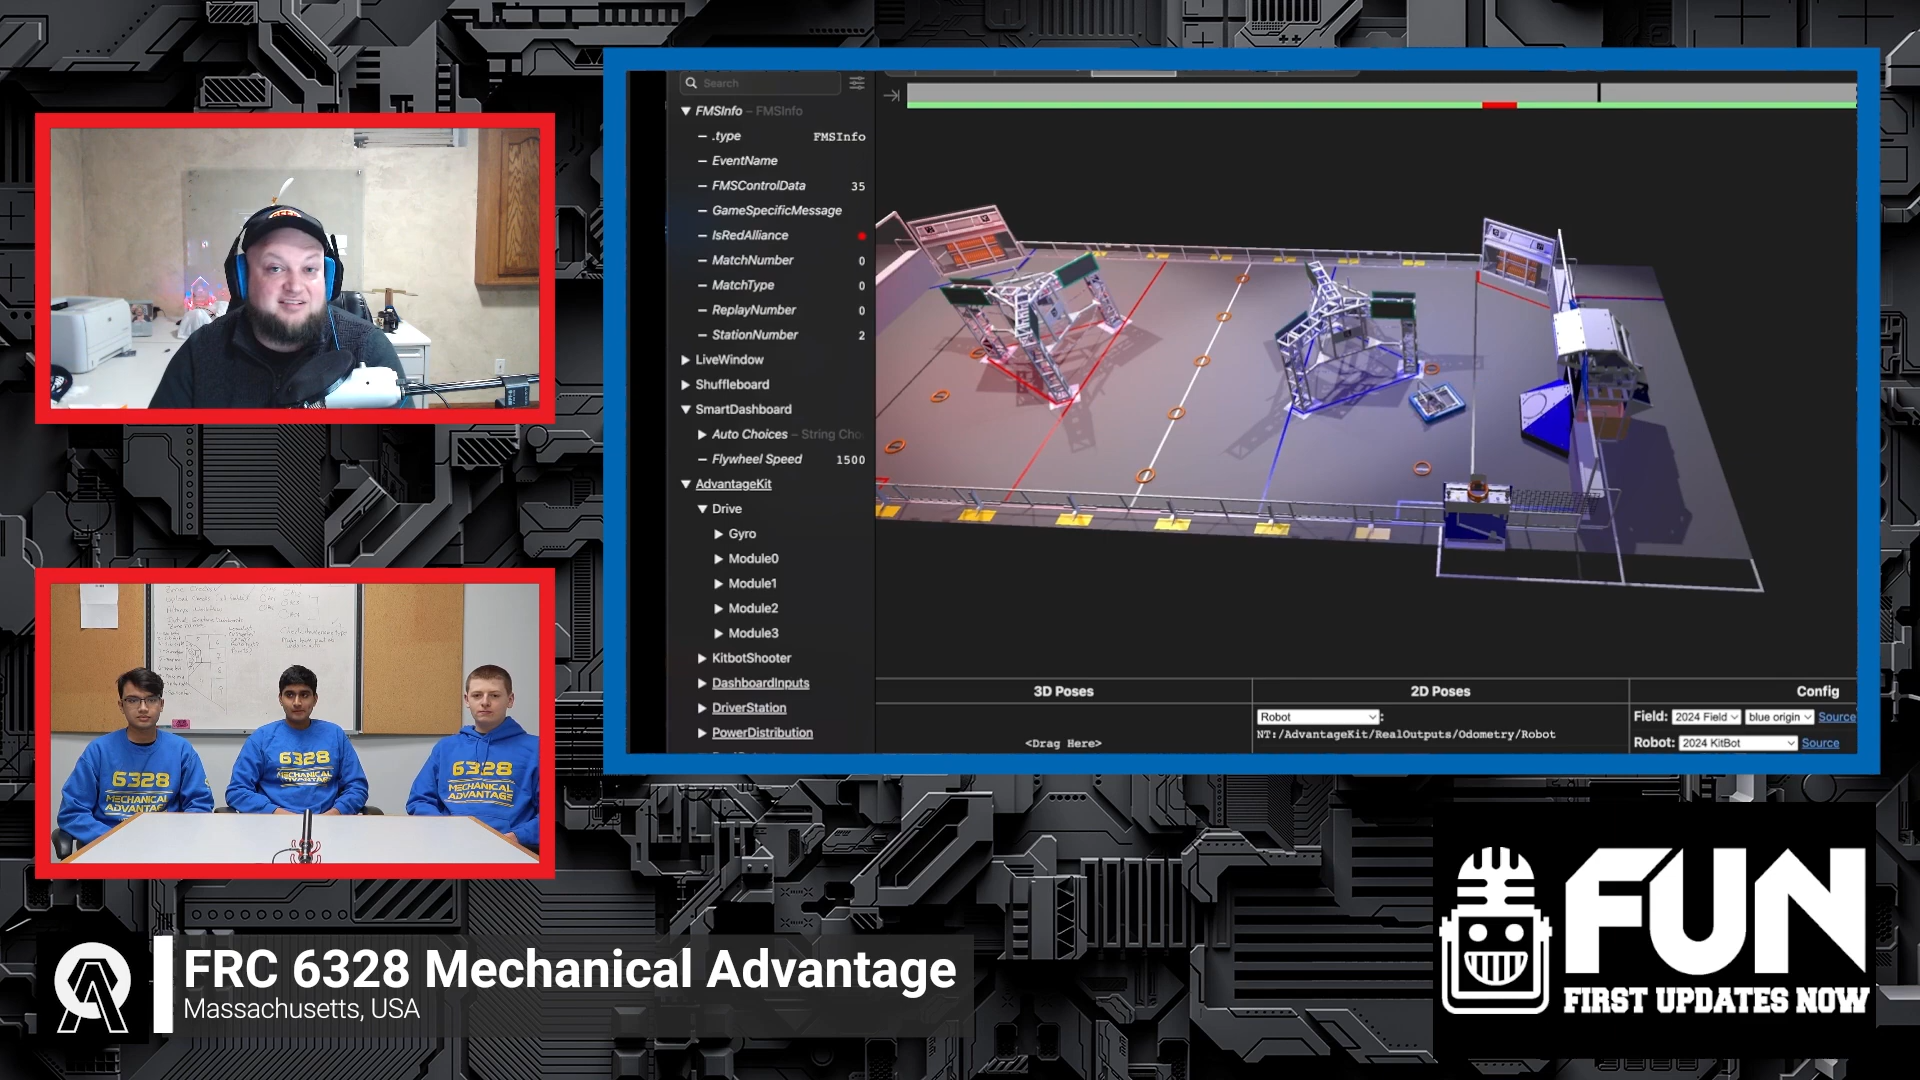 Search
FMSInfo – FMSInfo
.type FMSInfo
EventName
FMSControlData 35
GameSpecificMessage
IsRedAlliance
MatchNumber 0
MatchType 0
ReplayNumber 0
StationNumber 2
LiveWindow
Shuffleboard
SmartDashboard
Auto Choices – String Cho
Flywheel Speed 1500
AdvantageKit
Drive
Gyro
Module0
Module1
Module2
Module3
KitbotShooter
DashboardInputs
DriverStation
PowerDistribution
3D Poses
<Drag Here>
2D Poses
Robot :
NT:/AdvantageKit/RealOutputs/Odometry/Robot
Config
Field: 2024 Field blue origin Source
Robot: 2024 KitBot Source
6328
MECHANICAL
ADVANTAGE
6328
MECHANICAL
ADVANTAGE
6328
MECHANICAL
ADVANTAGE
FRC 6328 Mechanical Advantage
Massachusetts, USA
FUN
FIRST UPDATES NOW